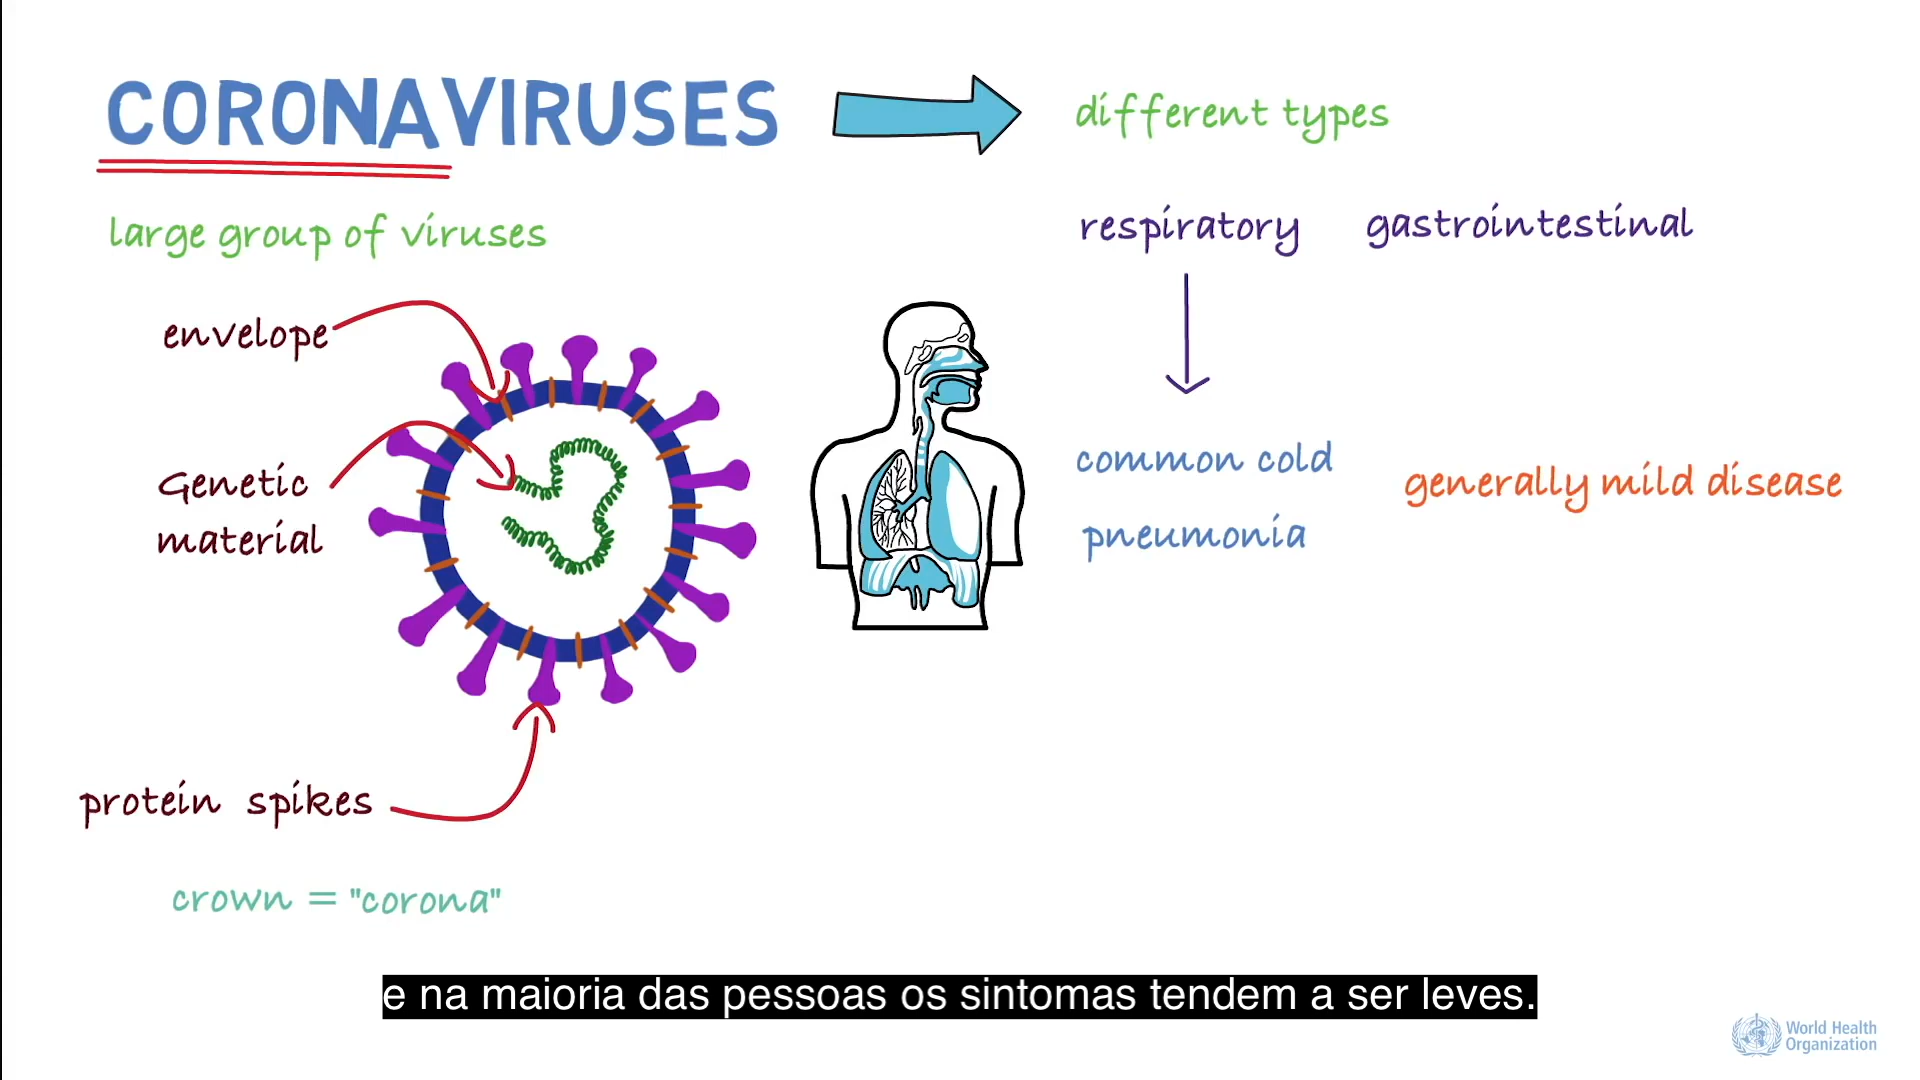 CORONAVIRUSES
different types
large group of viruses
respiratory
gastrointestinal
envelope
Genetic
material
common cold
pneumonia
generally mild disease
protein spikes
crown = "corona"
e na maioria das pessoas os sintomas tendem a ser leves.
World Health
Organization